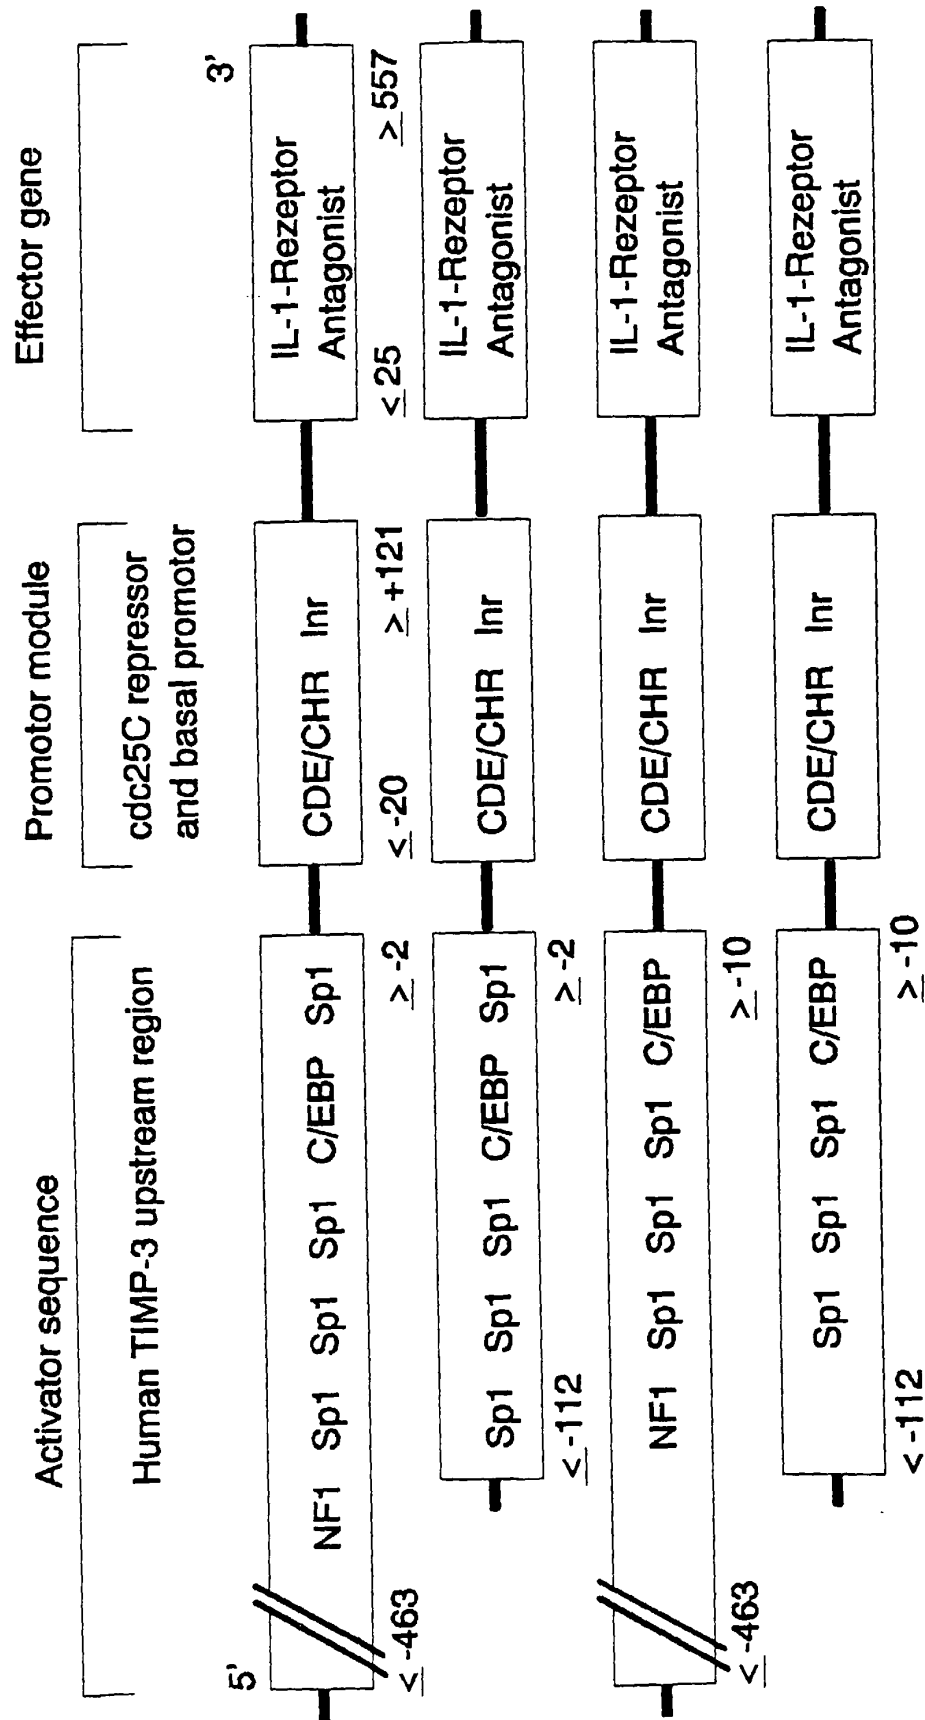 Activator sequence
Promotor module
Effector gene
Human TIMP-3 upstream region
cdc25C repressor
and basal promotor
5'
3'
NF1 Sp1 Sp1 Sp1 C/EBP Sp1
CDE/CHR Inr
IL-1-Rezeptor
Antagonist
≤ -463
≥ -2
≤ -20
≥ +121
≤ 25
≥ 557
Sp1 Sp1 Sp1 C/EBP Sp1
CDE/CHR Inr
IL-1-Rezeptor
Antagonist
≤ -112
≥ -2
NF1 Sp1 Sp1 Sp1 C/EBP
CDE/CHR Inr
IL-1-Rezeptor
Antagonist
≤ -463
≥ -10
Sp1 Sp1 Sp1 C/EBP
CDE/CHR Inr
IL-1-Rezeptor
Antagonist
< -112
≥ -10